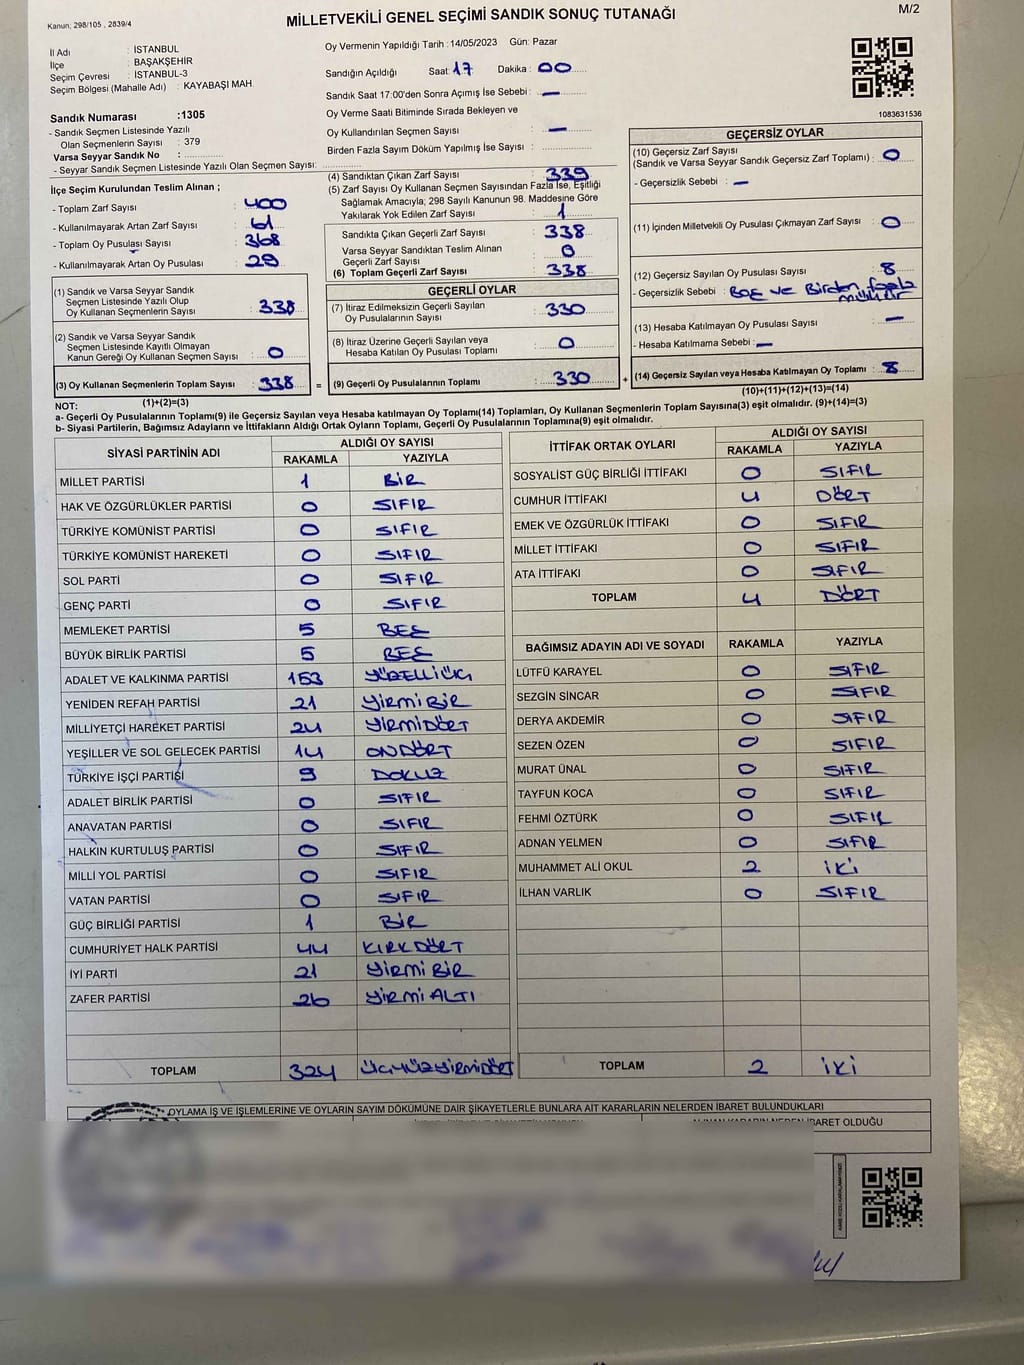 Kanun, 298/105 , 2839/4
MİLLETVEKİLİ GENEL SEÇİMİ SANDIK SONUÇ TUTANAĞI
M/2
İl Adı : İSTANBUL
İlçe : BAŞAKŞEHİR
Seçim Çevresi : İSTANBUL-3
Seçim Bölgesi (Mahalle Adı) : KAYABAŞI MAH.
Sandık Numarası :1305
- Sandık Seçmen Listesinde Yazılı
Olan Seçmenlerin Sayısı : 379
Varsa Seyyar Sandık No :
- Seyyar Sandık Seçmen Listesinde Yazılı Olan Seçmen Sayısı:
Oy Vermenin Yapıldığı Tarih : 14/05/2023 Gün: Pazar
Sandığın Açıldığı Saat: 17 Dakika : 00
Sandık Saat 17:00'den Sonra Açımış İse Sebebi : —
Oy Verme Saati Bitiminde Sırada Bekleyen ve
Oy Kullandırılan Seçmen Sayısı : —
Birden Fazla Sayım Döküm Yapılmış İse Sayısı :
1083631536
İlçe Seçim Kurulundan Teslim Alınan ;
- Toplam Zarf Sayısı : 400
- Kullanılmayarak Artan Zarf Sayısı : 61
- Toplam Oy Pusulası Sayısı : 368
- Kullanılmayarak Artan Oy Pusulası : 29
(1) Sandık ve Varsa Seyyar Sandık
Seçmen Listesinde Yazılı Olup
Oy Kullanan Seçmenlerin Sayısı : 338
(2) Sandık ve Varsa Seyyar Sandık
Seçmen Listesinde Kayıtlı Olmayan
Kanun Gereği Oy Kullanan Seçmen Sayısı : 0
(3) Oy Kullanan Seçmenlerin Toplam Sayısı : 338 =
(1)+(2)=(3)
(4) Sandıktan Çıkan Zarf Sayısı : 339
(5) Zarf Sayısı Oy Kullanan Seçmen Sayısından Fazla İse, Eşitliği
Sağlamak Amacıyla, 298 Sayılı Kanunun 98. Maddesine Göre
Yakılarak Yok Edilen Zarf Sayısı : 1
Sandıkta Çıkan Geçerli Zarf Sayısı : 338
Varsa Seyyar Sandıktan Teslim Alınan
Geçerli Zarf Sayısı : 0
(6) Toplam Geçerli Zarf Sayısı : 338
GEÇERLİ OYLAR
(7) İtiraz Edilmeksizin Geçerli Sayılan
Oy Pusulalarının Sayısı : 330
(8) İtiraz Üzerine Geçerli Sayılan veya
Hesaba Katılan Oy Pusulası Toplamı : 0
(9) Geçerli Oy Pusulalarının Toplamı : 330 +
GEÇERSİZ OYLAR
(10) Geçersiz Zarf Sayısı
(Sandık ve Varsa Seyyar Sandık Geçersiz Zarf Toplamı) : 0
- Geçersizlik Sebebi : —
(11) İçinden Milletvekili Oy Pusulası Çıkmayan Zarf Sayısı : 0
(12) Geçersiz Sayılan Oy Pusulası Sayısı : 8
- Geçersizlik Sebebi : BOŞ ve Birden fazla
mühür
(13) Hesaba Katılmayan Oy Pusulası Sayısı : —
- Hesaba Katılmama Sebebi : —
(14) Geçersiz Sayılan veya Hesaba Katılmayan Oy Toplamı : 8
(10)+(11)+(12)+(13)=(14)
NOT:
a- Geçerli Oy Pusulalarının Toplamı(9) ile Geçersiz Sayılan veya Hesaba katılmayan Oy Toplamı(14) Toplamları, Oy Kullanan Seçmenlerin Toplam Sayısına(3) eşit olmalıdır. (9)+(14)=(3)
b- Siyasi Partilerin, Bağımsız Adayların ve İttifakların Aldığı Ortak Oyların Toplamı, Geçerli Oy Pusulalarının Toplamına(9) eşit olmalıdır.
SİYASİ PARTİNİN ADI ALDIĞI OY SAYISI
RAKAMLA YAZIYLA
MİLLET PARTİSİ 1 BİR
HAK VE ÖZGÜRLÜKLER PARTİSİ 0 SIFIR
TÜRKİYE KOMÜNİST PARTİSİ 0 SIFIR
TÜRKİYE KOMÜNİST HAREKETİ 0 SIFIR
SOL PARTİ 0 SIFIR
GENÇ PARTİ 0 SIFIR
MEMLEKET PARTİSİ 5 BEŞ
BÜYÜK BİRLİK PARTİSİ 5 BEŞ
ADALET VE KALKINMA PARTİSİ 153 YÜZELLİÜÇ
YENİDEN REFAH PARTİSİ 21 YİRMİ BİR
MİLLİYETÇİ HAREKET PARTİSİ 24 YİRMİ DÖRT
YEŞİLLER VE SOL GELECEK PARTİSİ 14 ON DÖRT
TÜRKİYE İŞÇİ PARTİSİ 9 DOKUZ
ADALET BİRLİK PARTİSİ 0 SIFIR
ANAVATAN PARTİSİ 0 SIFIR
HALKIN KURTULUŞ PARTİSİ 0 SIFIR
MİLLİ YOL PARTİSİ 0 SIFIR
VATAN PARTİSİ 0 SIFIR
GÜÇ BİRLİĞİ PARTİSİ 1 BİR
CUMHURİYET HALK PARTİSİ 44 KIRK DÖRT
İYİ PARTİ 21 YİRMİ BİR
ZAFER PARTİSİ 26 YİRMİ ALTI
TOPLAM 324 ÜÇYÜZYİRMİDÖRT
İTTİFAK ORTAK OYLARI ALDIĞI OY SAYISI
RAKAMLA YAZIYLA
SOSYALİST GÜÇ BİRLİĞİ İTTİFAKI 0 SIFIR
CUMHUR İTTİFAKI 4 DÖRT
EMEK VE ÖZGÜRLÜK İTTİFAKI 0 SIFIR
MİLLET İTTİFAKI 0 SIFIR
ATA İTTİFAKI 0 SIFIR
TOPLAM 4 DÖRT
BAĞIMSIZ ADAYIN ADI VE SOYADI RAKAMLA YAZIYLA
LÜTFÜ KARAYEL 0 SIFIR
SEZGİN SİNCAR 0 SIFIR
DERYA AKDEMİR 0 SIFIR
SEZEN ÖZEN 0 SIFIR
MURAT ÜNAL 0 SIFIR
TAYFUN KOCA 0 SIFIR
FEHMİ ÖZTÜRK 0 SIFIR
ADNAN YELMEN 0 SIFIR
MUHAMMET ALİ OKUL 2 İKİ
İLHAN VARLIK 0 SIFIR
TOPLAM 2 İKİ
OYLAMA İŞ VE İŞLEMLERİNE VE OYLARIN SAYIM DÖKÜMÜNE DAİR ŞİKAYETLERLE BUNLARA AİT KARARLARIN NELERDEN İBARET BULUNDUKLARI
İBARET OLDUĞU